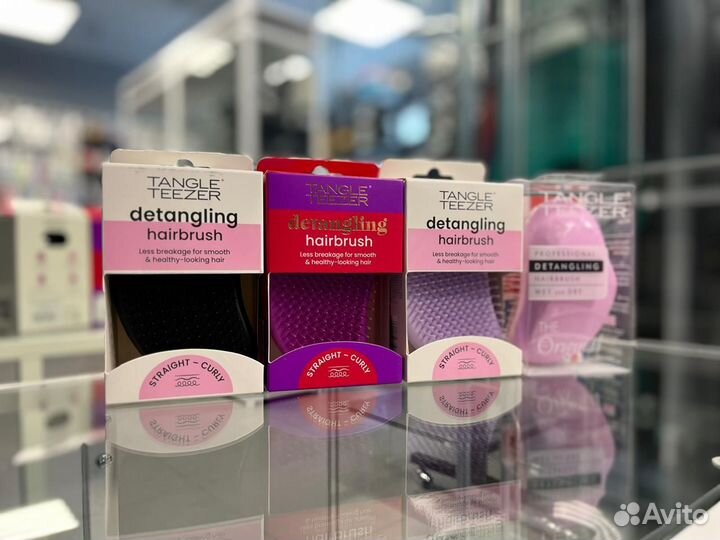 TANGLE
TEEZER
detangling
hairbrush
Less breakage for smooth
& healthy-looking hair
STRAIGHT – CURLY
TANGLE
TEEZER
detangling
hairbrush
Less breakage for smooth
& healthy-looking hair
STRAIGHT – CURLY
TANGLE
TEEZER
detangling
hairbrush
Less breakage for smooth
& healthy-looking hair
STRAIGHT – CURLY
TANGLE
TEEZER
PROFESSIONAL
DETANGLING
HAIRBRUSH
WET AND DRY
THE
Avito